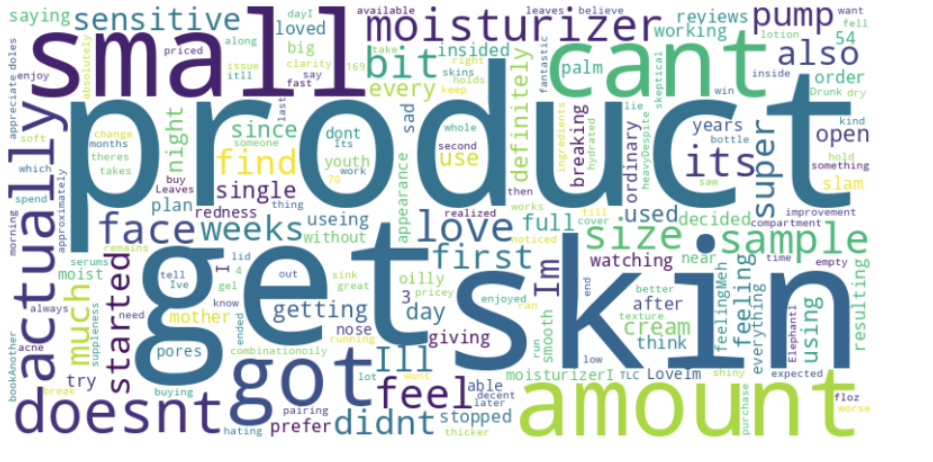 saying
sensitive
dayI
loved
available
moisturizer
leaves
believe
reviews
working
pump
want
fell
small
bit
insided
cant
lotion
also
54
appreciate
doles
absolutely
priced
along
big
issue
clarity
itll
say
fast
169
take
skins
right
holds
keep
every
definitely
fantastic
palm
skeptical
inside
win
order
Drunk
dry
enjoy
actually
product
soft
which
spend
change
months
theres
takes
night
since
someone
find
dont
Its
youth
work
70
last
sad
whole
second
use
then
ingredients
hydrated
breaking
lie
ordinary
heavyDespite
years
bottle
its
saw
super
kind
open
hold
something
slam
buy
Leaves
single
thing
plan
redness
approximately
morning
face
weeks
useing
without
appearance
realized
love
works
noticed
full
till
cover
used
decided
improvement
compartment
remains
serums
moist
get
first
size
sample
near
time
empty
watching
Im
tell
Ive
I
lid
4
gel
out
sink
great
pricey
oilly
enjoyed
ran
end
better
after
feelingMeh
feeling
everything
resulting
always
much
suppleness
started
need
mother
know
getting
3
day
nose
running
giving
skin
run
smooth
texture
cream
think
Elephant1
using
pores
ended
combinationoily
Ill
low
shiny
expected
acne
bookAnother
try
break
buying
got
lot
wont
feel
able
decent
later
moisturizerI
TLC
LoveIm
purchase
floz
worse
doesnt
hating
pairing
prefer
didnt
stopped
thicker
amount